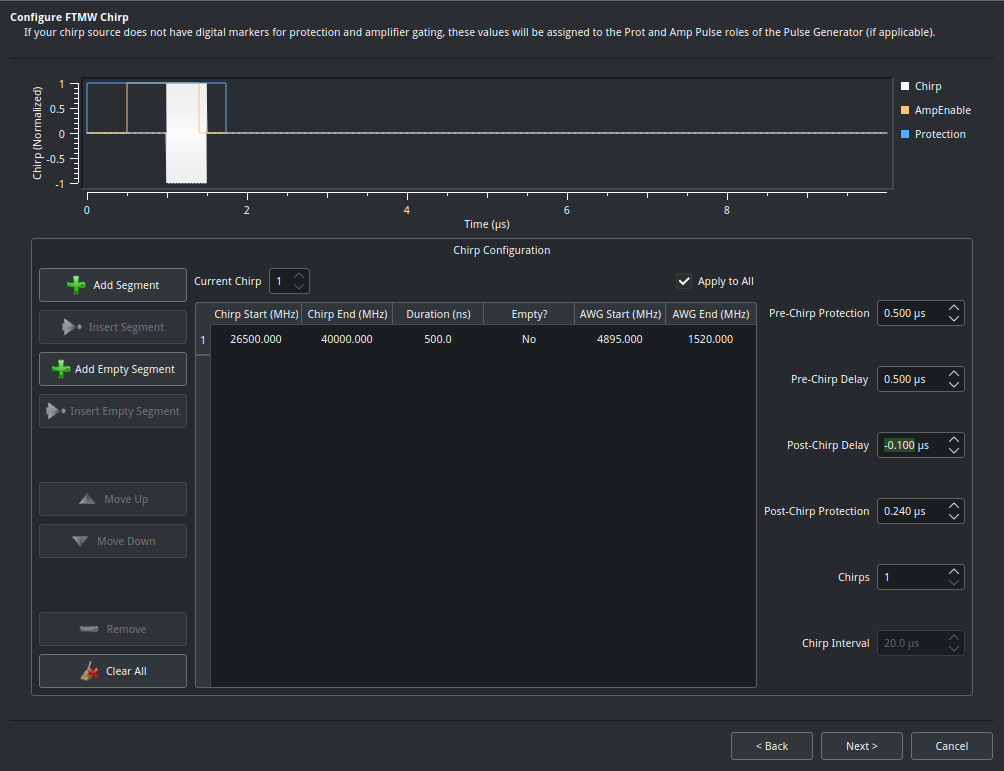 Configure FTMW Chirp
If your chirp source does not have digital markers for protection and amplifier gating, these values will be assigned to the Prot and Amp Pulse roles of the Pulse Generator (if applicable).
Chirp (Normalized)
1
0.5
0
-0.5
-1
0 2 4 6 8
Time (µs)
Chirp
AmpEnable
Protection
Chirp Configuration
Add Segment
Insert Segment
Add Empty Segment
Insert Empty Segment
Move Up
Move Down
Remove
Clear All
Current Chirp 1
Apply to All
Chirp Start (MHz) Chirp End (MHz) Duration (ns) Empty? AWG Start (MHz) AWG End (MHz)
1 26500.000 40000.000 500.0 No 4895.000 1520.000
Pre-Chirp Protection 0.500 µs
Pre-Chirp Delay 0.500 µs
Post-Chirp Delay -0.100 µs
Post-Chirp Protection 0.240 µs
Chirps 1
Chirp Interval 20.0 µs
< Back Next > Cancel